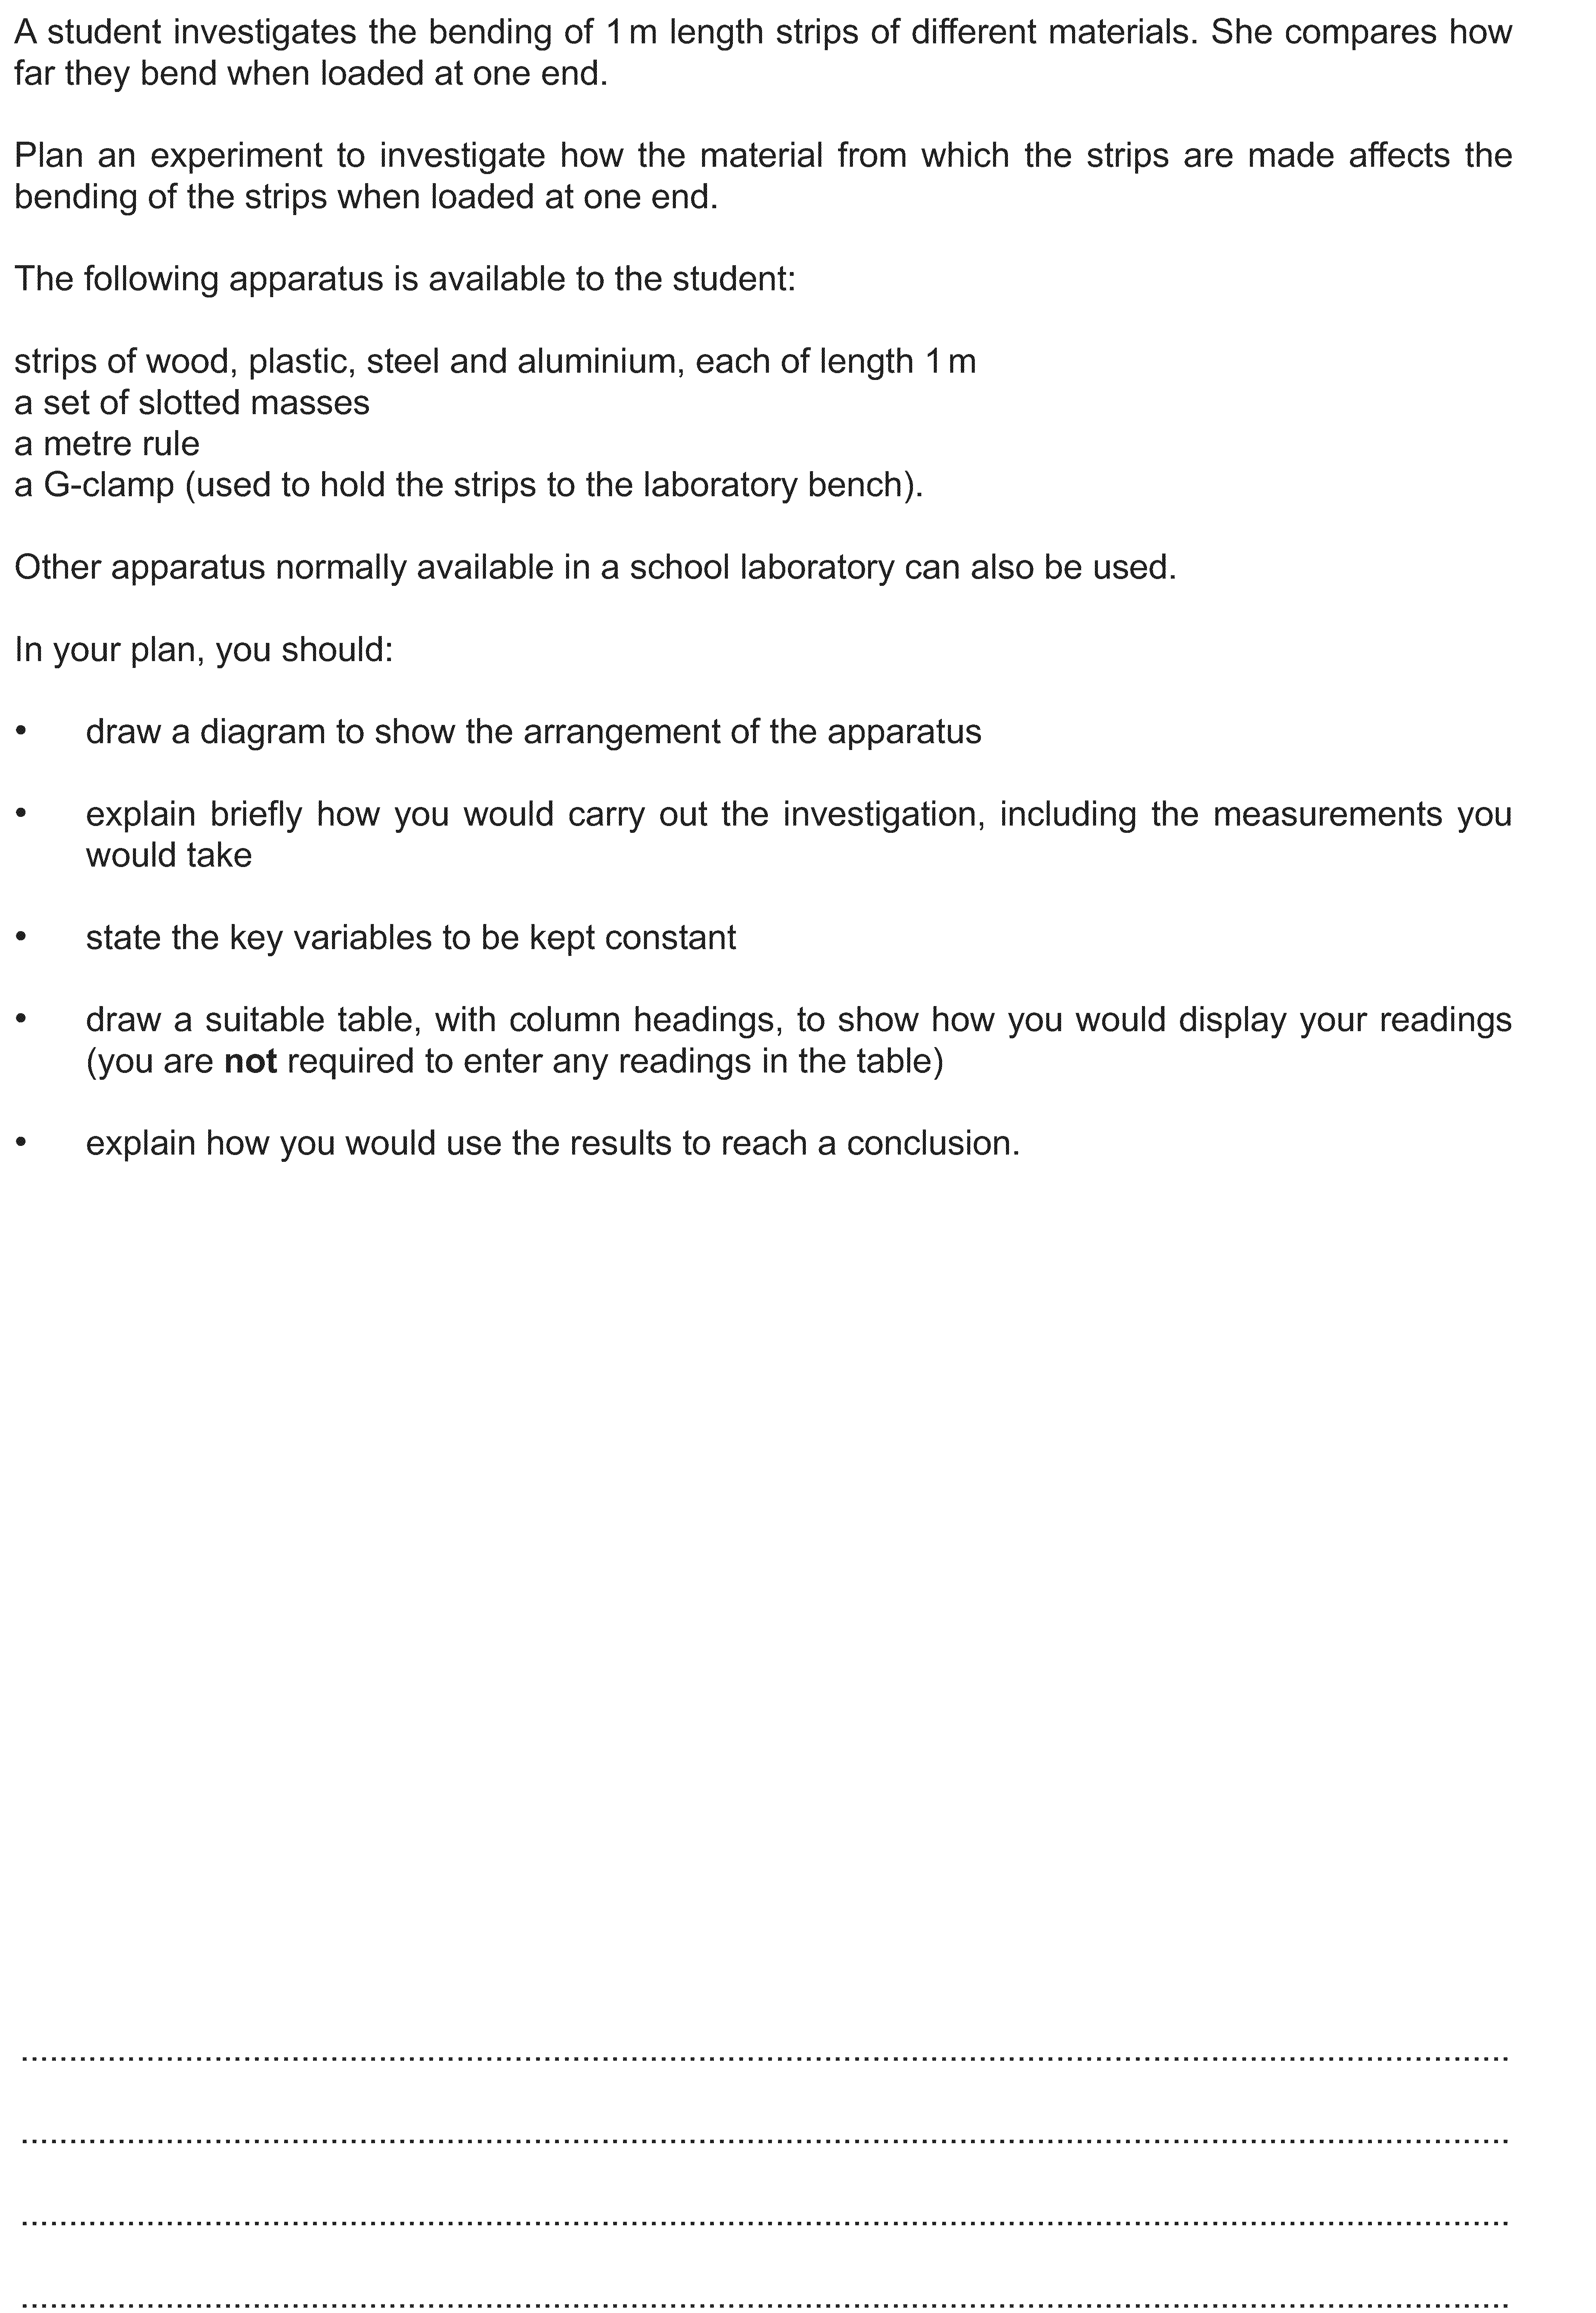 A student investigates the bending of 1 m length strips of different materials. She compares how
far they bend when loaded at one end.
Plan an experiment to investigate how the material from which the strips are made affects the
bending of the strips when loaded at one end.
The following apparatus is available to the student:
strips of wood, plastic, steel and aluminium, each of length 1 m
a set of slotted masses
a metre rule
a G-clamp (used to hold the strips to the laboratory bench).
Other apparatus normally available in a school laboratory can also be used.
In your plan, you should:
• draw a diagram to show the arrangement of the apparatus
• explain briefly how you would carry out the investigation, including the measurements you
would take
• state the key variables to be kept constant
• draw a suitable table, with column headings, to show how you would display your readings
(you are not required to enter any readings in the table)
• explain how you would use the results to reach a conclusion.